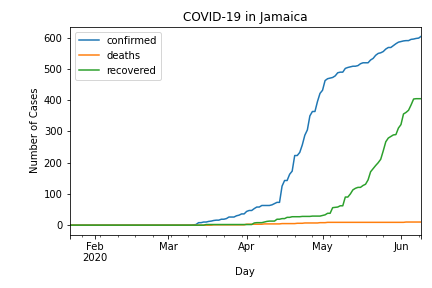 COVID-19 in Jamaica
confirmed
deaths
recovered
Number of Cases
600
500
400
300
200
100
0
Feb
2020
Mar
Apr
May
Jun
Day